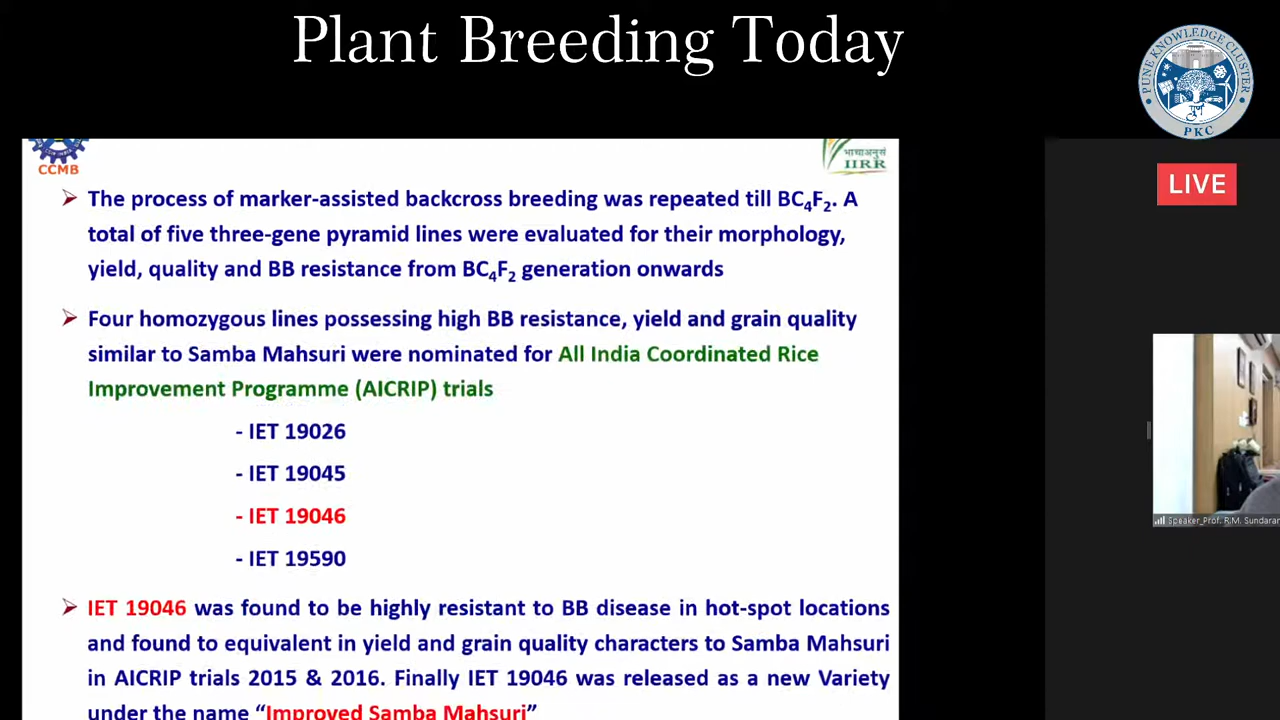 Plant Breeding Today
PUNE KNOWLEDGE CLUSTER
PKC
LIVE
CCMB
IIRR
➢ The process of marker-assisted backcross breeding was repeated till BC₄F₂. A
total of five three-gene pyramid lines were evaluated for their morphology,
yield, quality and BB resistance from BC₄F₂ generation onwards
➢ Four homozygous lines possessing high BB resistance, yield and grain quality
similar to Samba Mahsuri were nominated for All India Coordinated Rice
Improvement Programme (AICRIP) trials
- IET 19026
- IET 19045
- IET 19046
- IET 19590
➢ IET 19046 was found to be highly resistant to BB disease in hot-spot locations
and found to equivalent in yield and grain quality characters to Samba Mahsuri
in AICRIP trials 2015 & 2016. Finally IET 19046 was released as a new Variety
under the name “Improved Samba Mahsuri”
Speaker_Prof. R.M. Sundaram